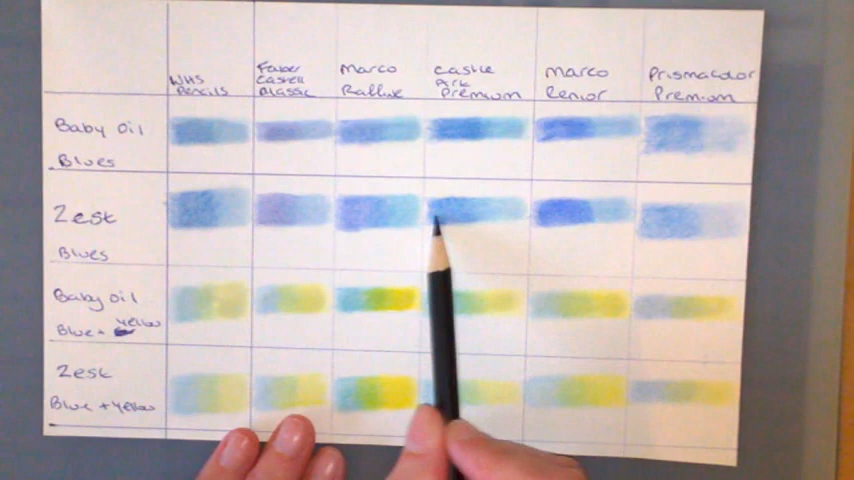 WHS
Pencils
Faber
Castell
Blassic
Marco
Raffine
Castle
Art
Premium
Marco
Renoir
Prismacolor
Premium
Baby Oil
Blues
Zest
Blues
Baby Oil
Blue + Yellow
Zest
Blue + Yellow